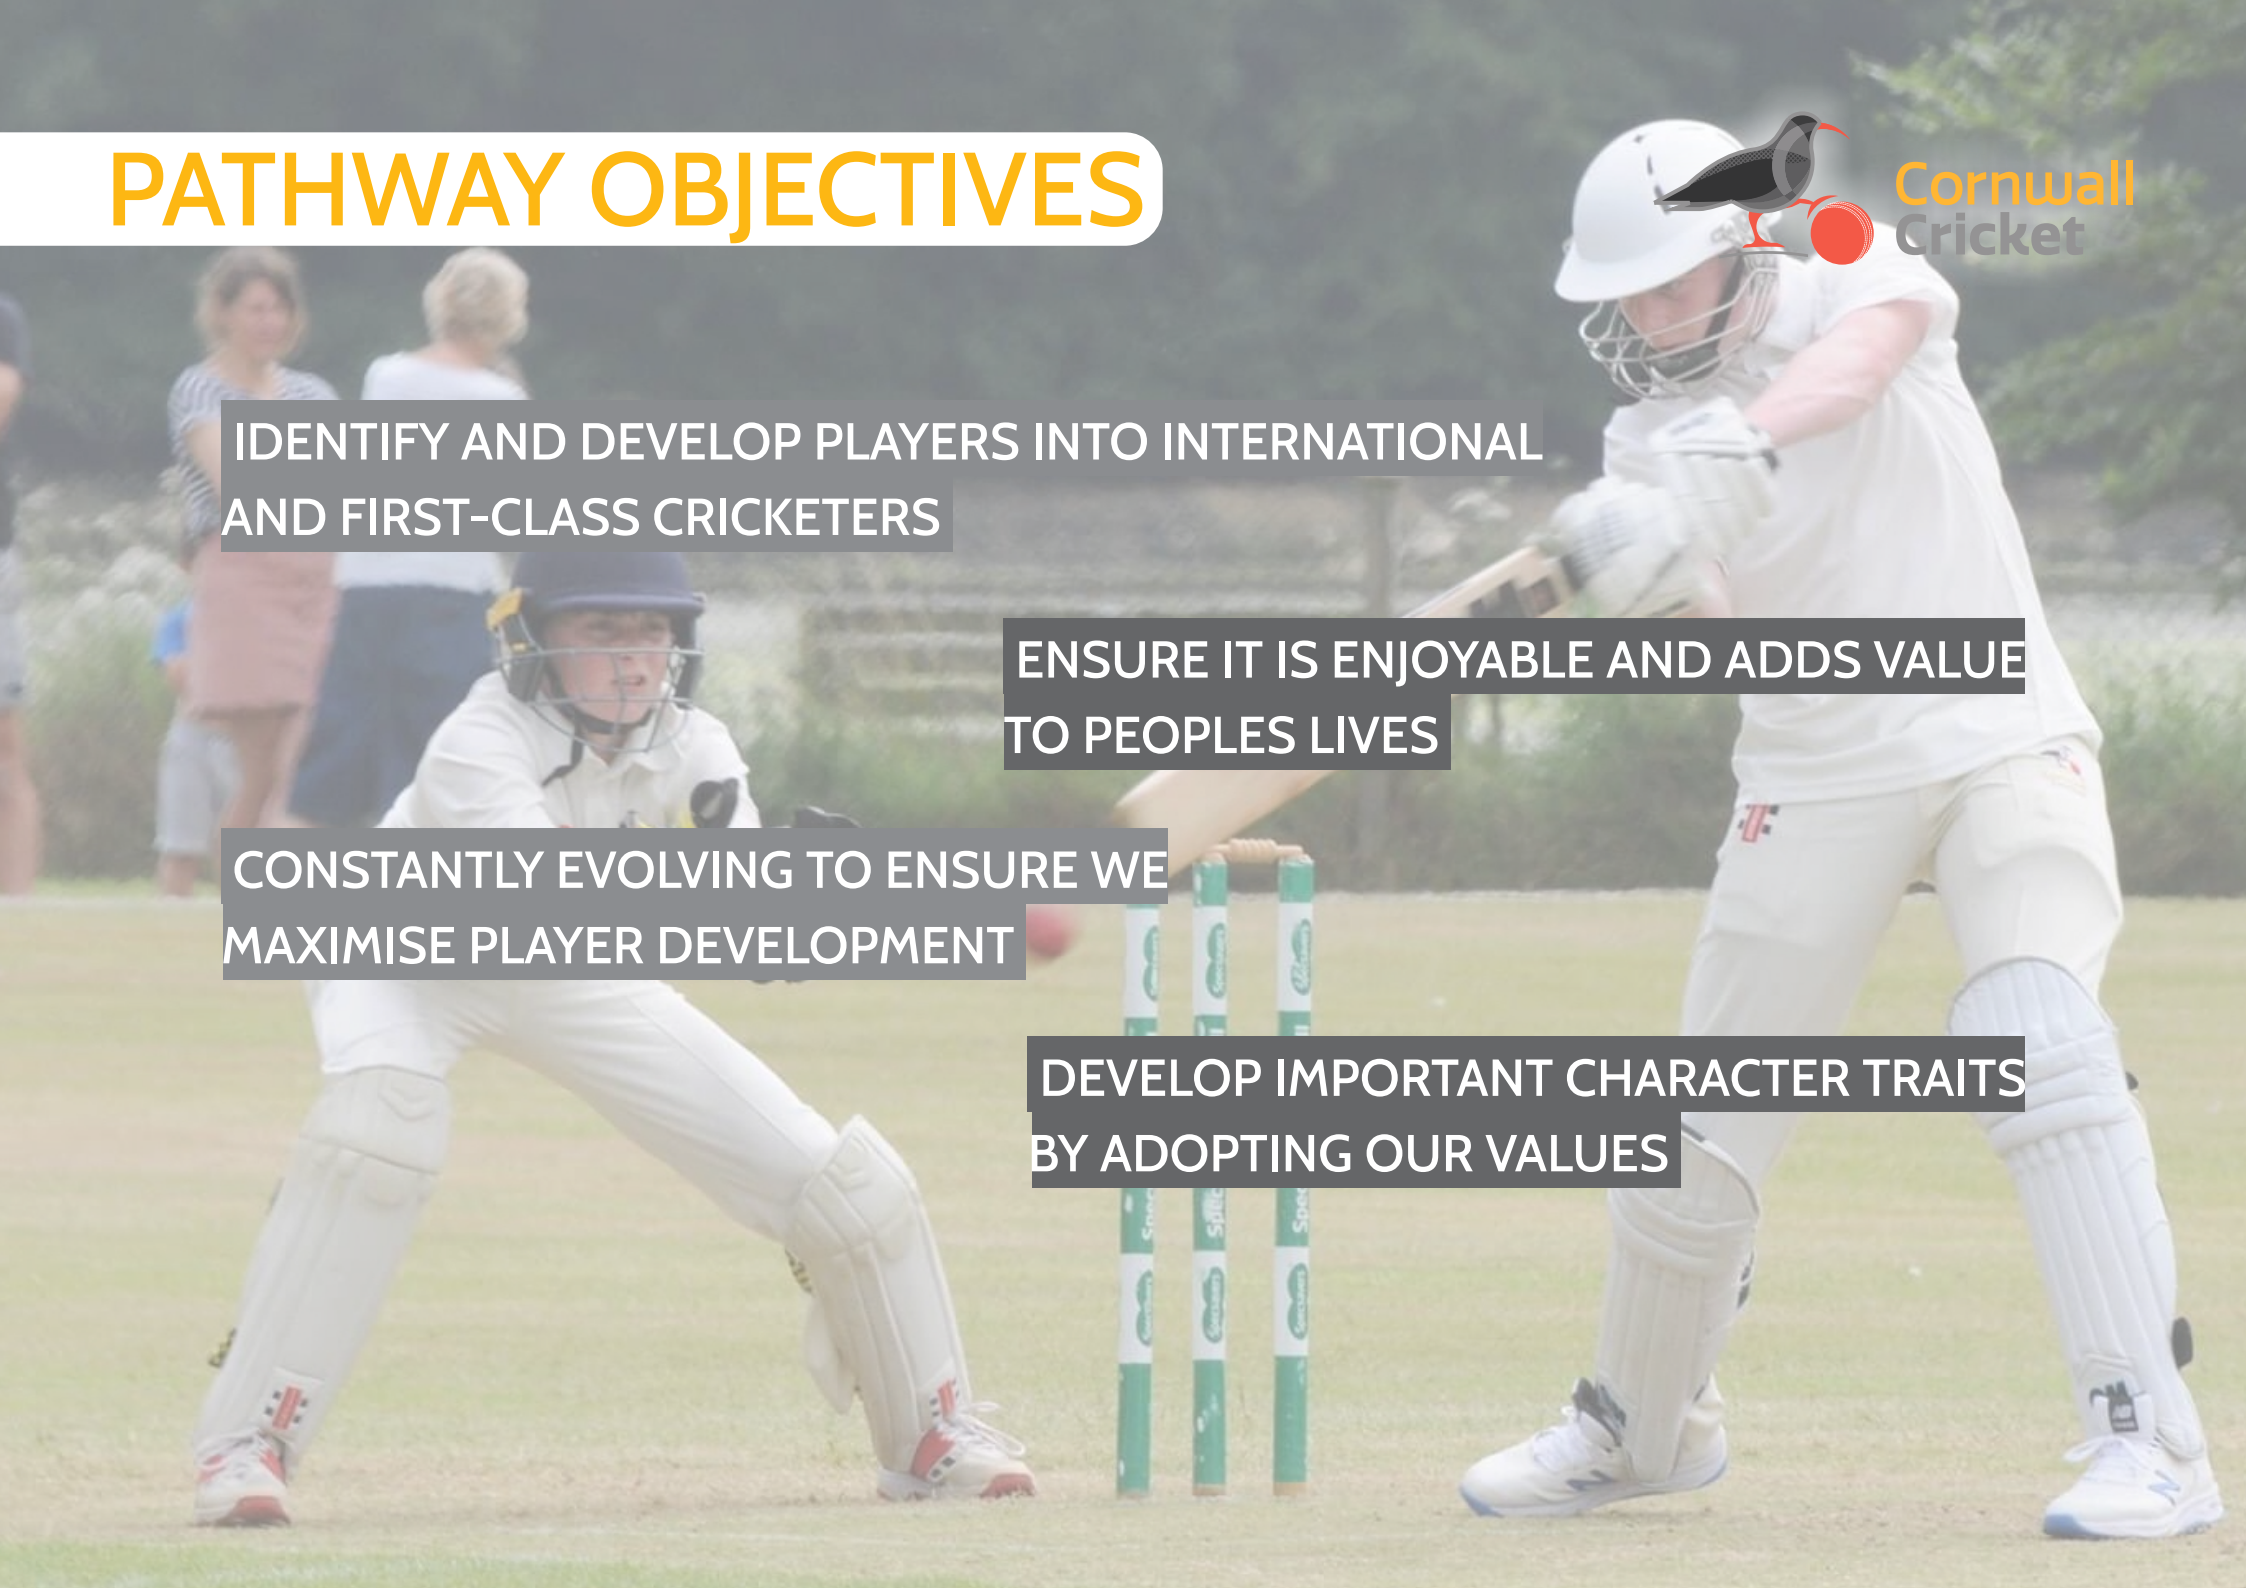 PATHWAY OBJECTIVES
Cornwall
Cricket
IDENTIFY AND DEVELOP PLAYERS INTO INTERNATIONAL
AND FIRST-CLASS CRICKETERS
ENSURE IT IS ENJOYABLE AND ADDS VALUE
TO PEOPLES LIVES
CONSTANTLY EVOLVING TO ENSURE WE
MAXIMISE PLAYER DEVELOPMENT
DEVELOP IMPORTANT CHARACTER TRAITS
BY ADOPTING OUR VALUES